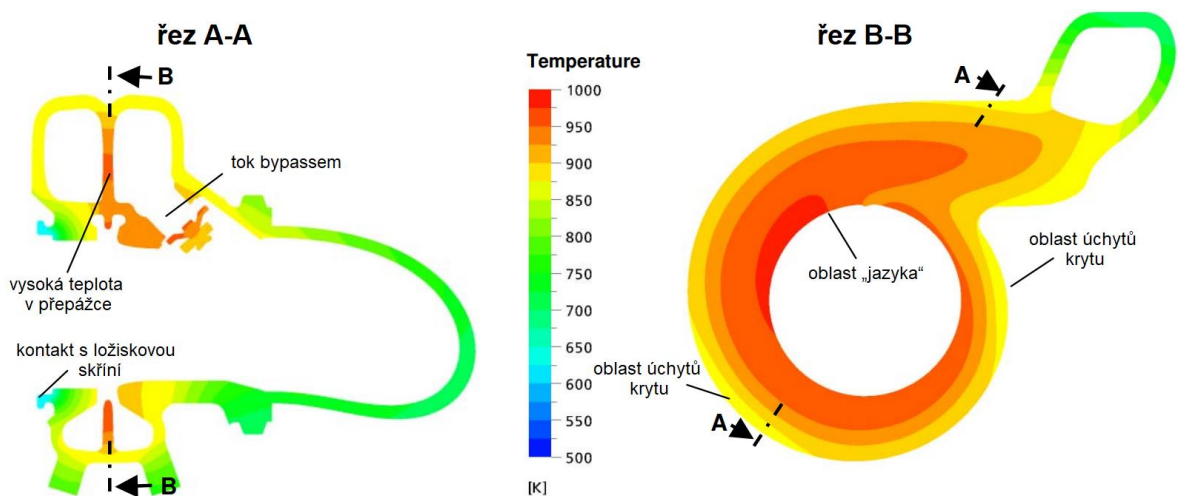 řez A-A
B
tok bypassem
vysoká teplota
v přepážce
kontakt s ložiskovou
skříní
B
Temperature
1000
950
900
850
800
750
700
650
600
550
500
[K]
řez B-B
A
oblast úchytů
krytu
oblast „jazyka“
oblast úchytů
krytu
A